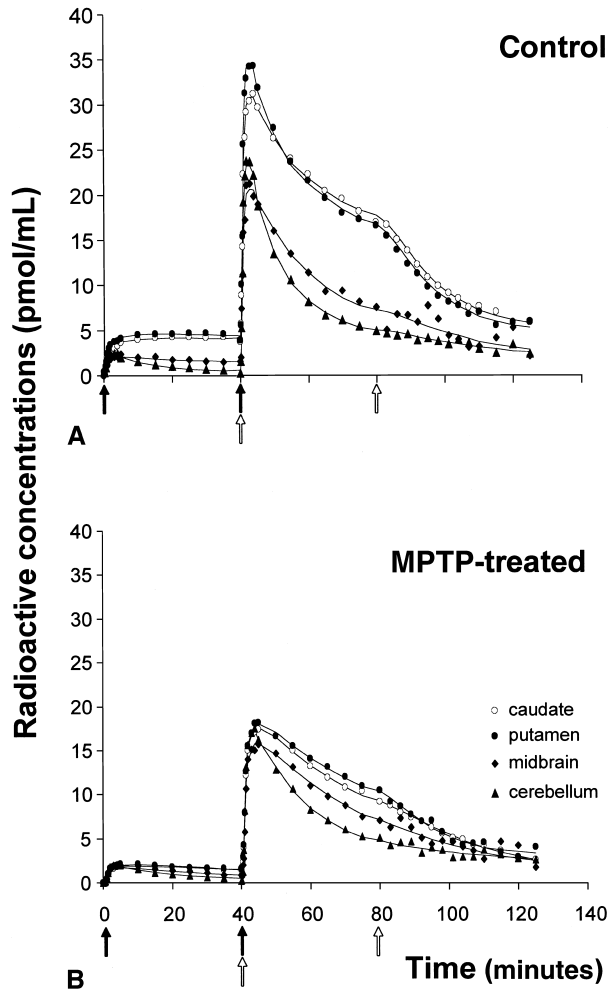 Radioactive concentrations (pmol/mL)
40
35
30
25
20
15
10
5
0
Control
A
40
35
30
25
20
15
10
5
0
MPTP-treated
caudate
putamen
midbrain
cerebellum
0 20 40 60 80 100 120 140
B
Time (minutes)